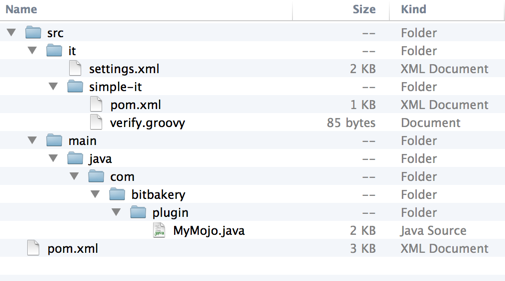 Name Size Kind
src -- Folder
it -- Folder
settings.xml 2 KB XML Document
simple-it -- Folder
pom.xml 1 KB XML Document
verify.groovy 85 bytes Document
main -- Folder
java -- Folder
com -- Folder
bitbakery -- Folder
plugin -- Folder
MyMojo.java 2 KB Java Source
pom.xml 3 KB XML Document